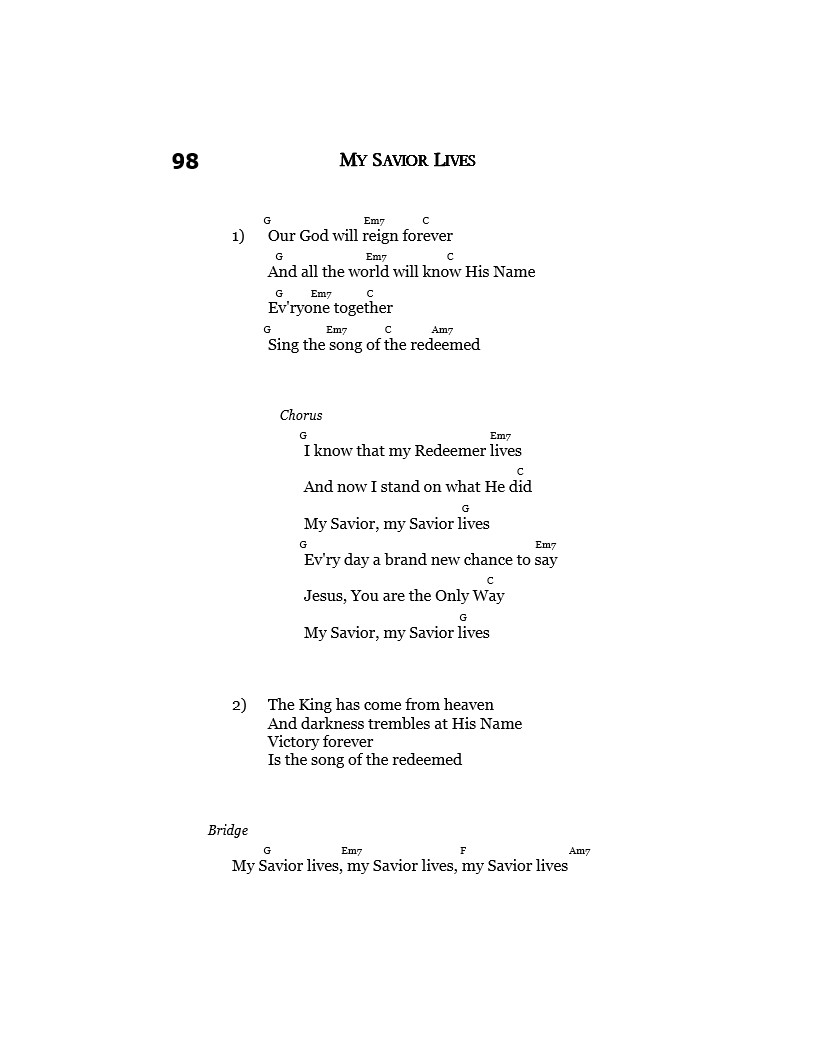 98 MY SAVIOR LIVES
G Em7 C
1) Our God will reign forever
G Em7 C
And all the world will know His Name
G Em7 C
Ev'ryone together
G Em7 C Am7
Sing the song of the redeemed
Chorus
G Em7
I know that my Redeemer lives
C
And now I stand on what He did
G
My Savior, my Savior lives
G Em7
Ev'ry day a brand new chance to say
C
Jesus, You are the Only Way
G
My Savior, my Savior lives
2) The King has come from heaven
And darkness trembles at His Name
Victory forever
Is the song of the redeemed
Bridge
G Em7 F Am7
My Savior lives, my Savior lives, my Savior lives